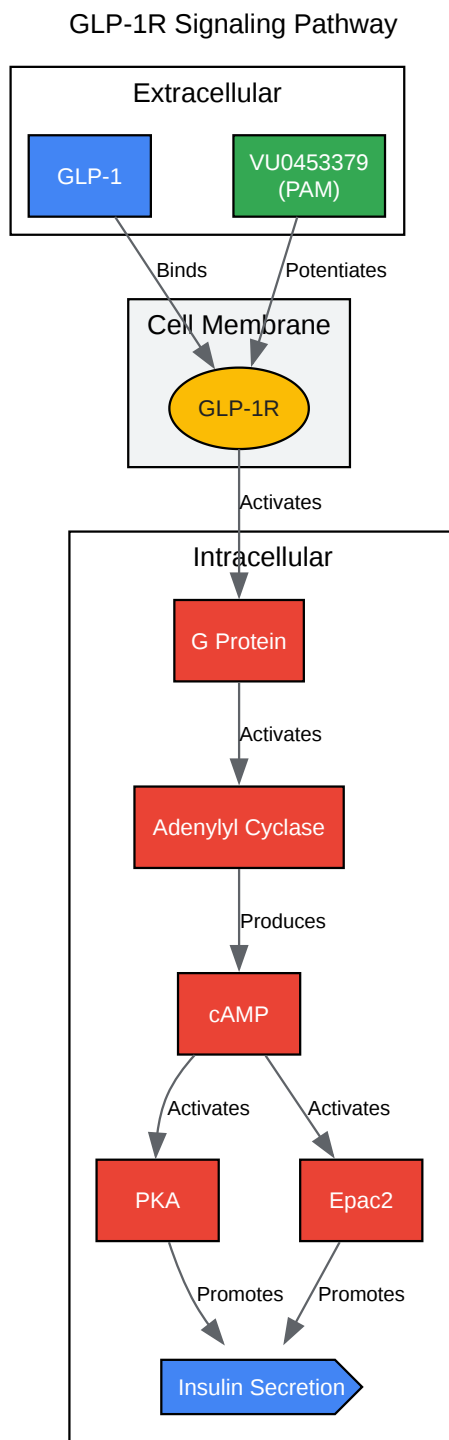 GLP-1R Signaling Pathway
Extracellular
GLP-1
VU0453379
(PAM)
Binds
Potentiates
Cell Membrane
GLP-1R
Activates
Intracellular
G Protein
Activates
Adenylyl Cyclase
Produces
cAMP
Activates
Activates
PKA
Epac2
Promotes
Promotes
Insulin Secretion